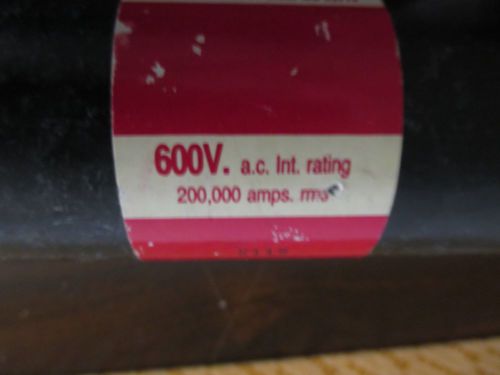 600V. a.c. Int. rating
200,000 amps. rms